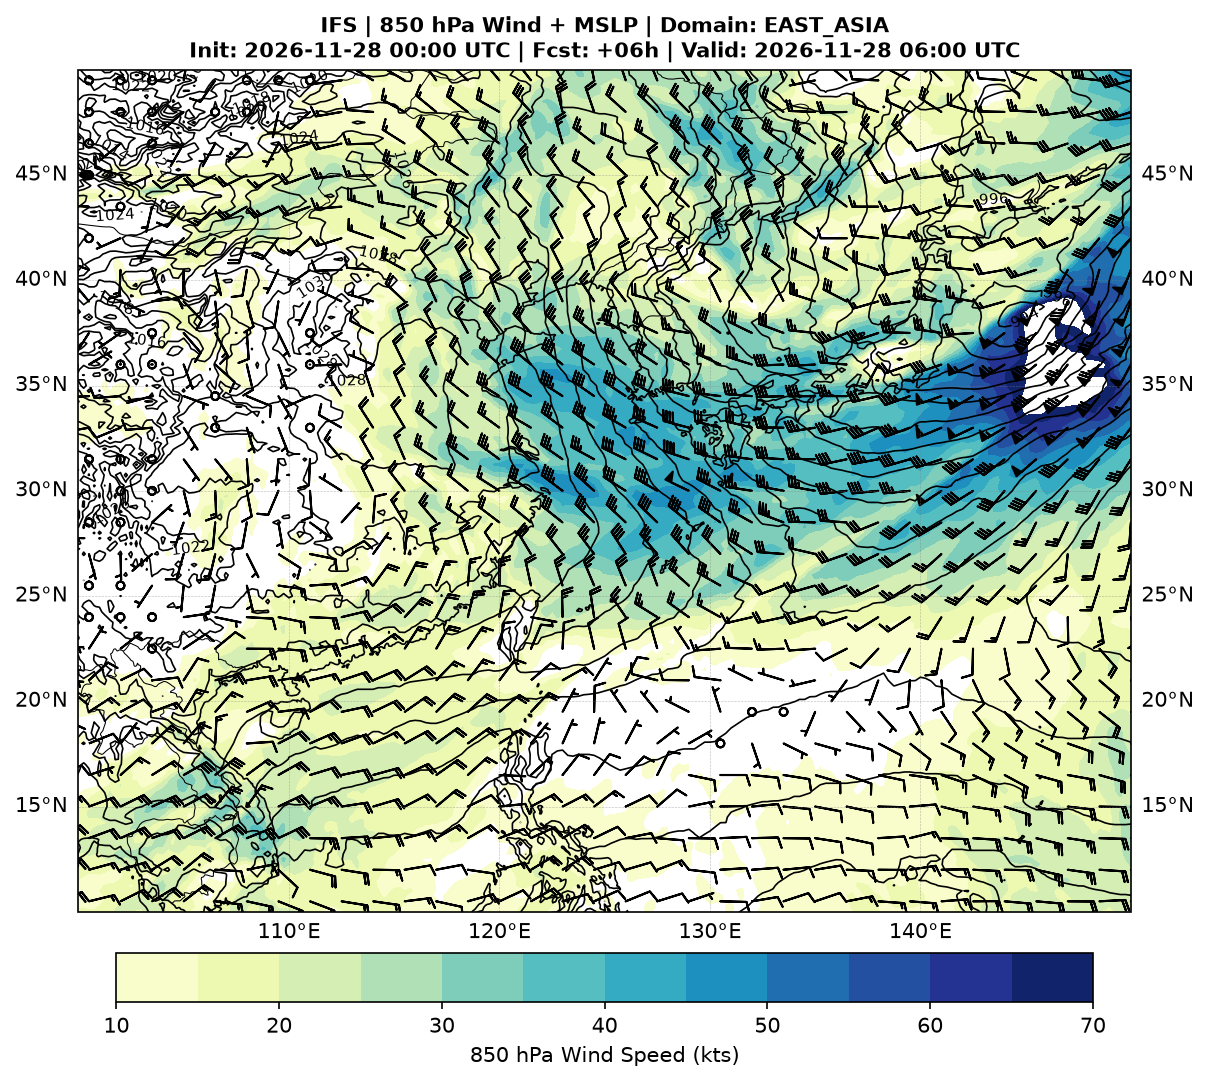 IFS | 850 hPa Wind + MSLP | Domain: EAST_ASIA
Init: 2026-11-28 00:00 UTC | Fcst: +06h | Valid: 2026-11-28 06:00 UTC
1024
45°N 45°N
1024
996
40°N 40°N
1016
35°N 1028 35°N
30°N 30°N
1022
25°N 25°N
20°N 20°N
15°N 15°N
110°E 120°E 130°E 140°E
10 20 30 40 50 60 70
850 hPa Wind Speed (kts)